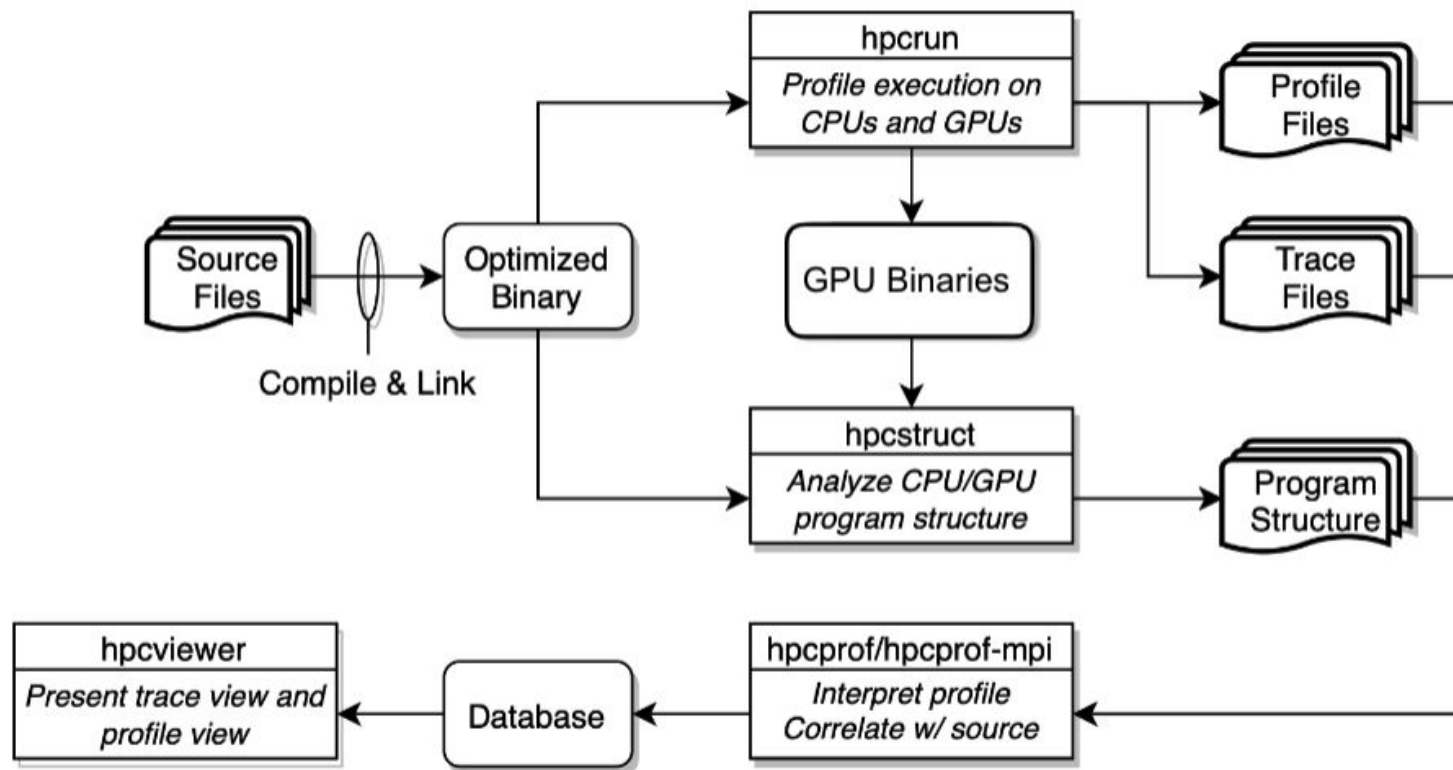 hpcrun
Profile execution on
CPUs and GPUs
Profile
Files
Source
Files
Optimized
Binary
GPU Binaries
Trace
Files
Compile & Link
hpcstruct
Analyze CPU/GPU
program structure
Program
Structure
hpcviewer
Present trace view and
profile view
Database
hpcprof/hpcprof-mpi
Interpret profile
Correlate w/ source